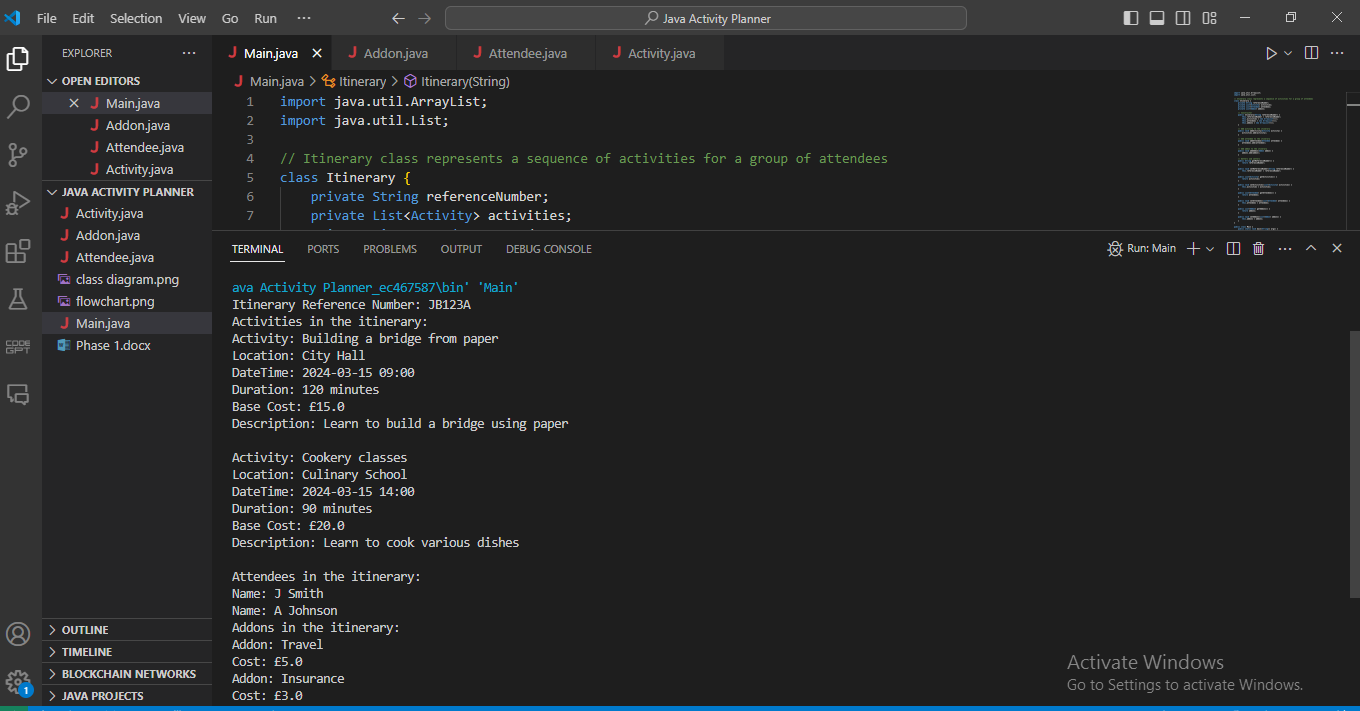 File Edit Selection View Go Run ··· Java Activity Planner
EXPLORER ···
OPEN EDITORS
Main.java
Addon.java
Attendee.java
Activity.java
JAVA ACTIVITY PLANNER
Activity.java
Addon.java
Attendee.java
class diagram.png
flowchart.png
Main.java
Phase 1.docx
OUTLINE
TIMELINE
BLOCKCHAIN NETWORKS
JAVA PROJECTS
CODE
GPT
1
Main.java Addon.java Attendee.java Activity.java
Main.java > Itinerary > Itinerary(String)
1 import java.util.ArrayList;
2 import java.util.List;
3
4 // Itinerary class represents a sequence of activities for a group of attendees
5 class Itinerary {
6 private String referenceNumber;
7 private List<Activity> activities;
TERMINAL PORTS PROBLEMS OUTPUT DEBUG CONSOLE Run: Main
ava Activity Planner_ec467587\bin' 'Main'
Itinerary Reference Number: JB123A
Activities in the itinerary:
Activity: Building a bridge from paper
Location: City Hall
DateTime: 2024-03-15 09:00
Duration: 120 minutes
Base Cost: £15.0
Description: Learn to build a bridge using paper
Activity: Cookery classes
Location: Culinary School
DateTime: 2024-03-15 14:00
Duration: 90 minutes
Base Cost: £20.0
Description: Learn to cook various dishes
Attendees in the itinerary:
Name: J Smith
Name: A Johnson
Addons in the itinerary:
Addon: Travel
Cost: £5.0
Addon: Insurance
Cost: £3.0
Activate Windows
Go to Settings to activate Windows.